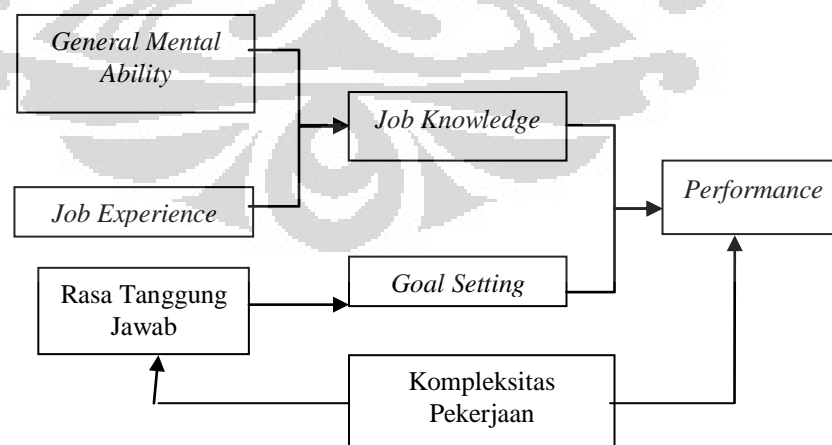 General Mental
Ability
Job Knowledge
Performance
Job Experience
Rasa Tanggung
Jawab
Goal Setting
Kompleksitas
Pekerjaan